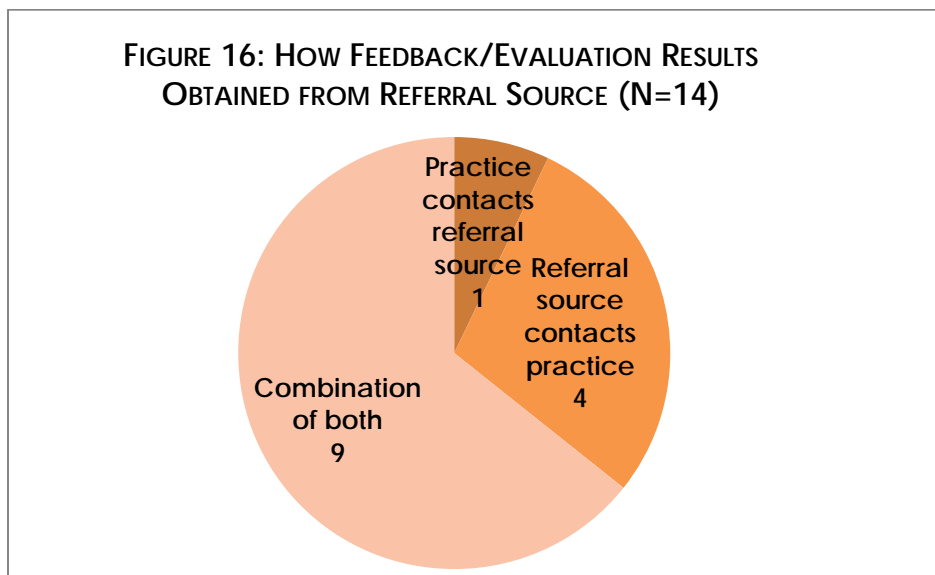 FIGURE 16: HOW FEEDBACK/EVALUATION RESULTS
OBTAINED FROM REFERRAL SOURCE (N=14)
Practice
contacts
referral
source
1
Referral
source
contacts
practice
4
Combination
of both
9